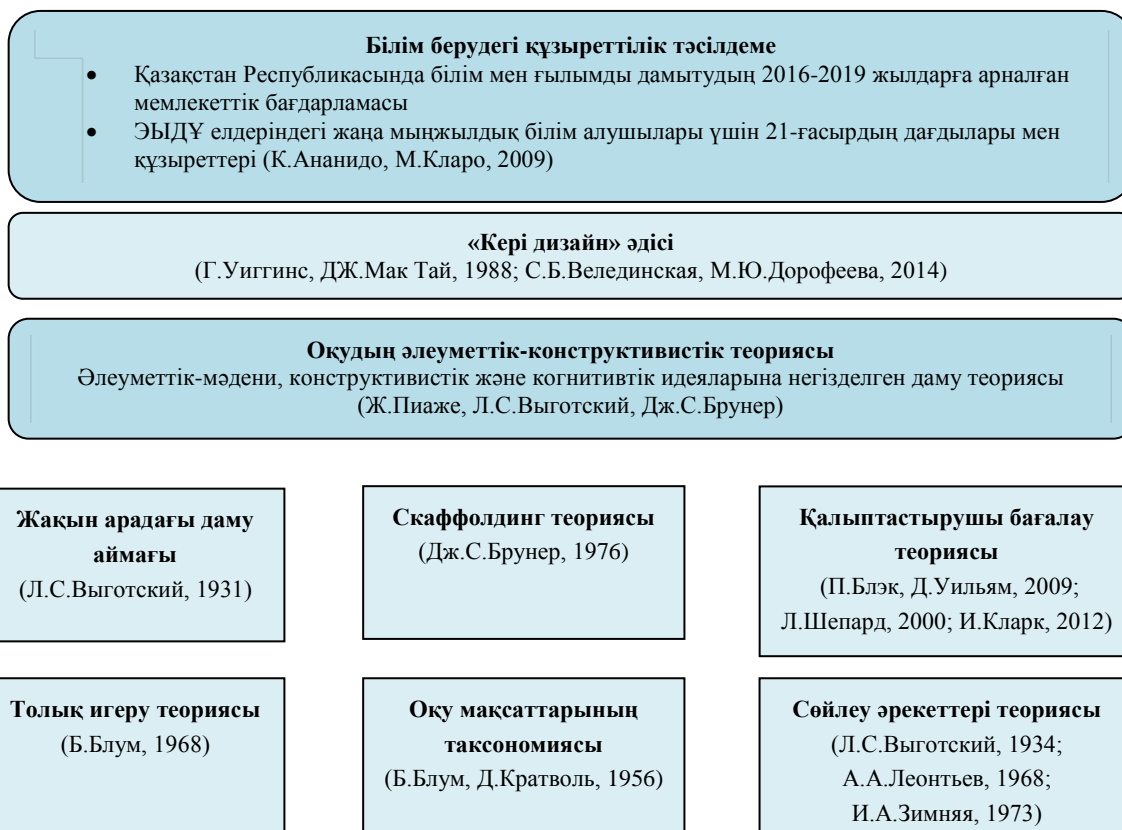 Білім берудегі құзыреттілік тәсілдеме
• Қазақстан Республикасында білім мен ғылымды дамытудың 2016-2019 жылдарға арналған
мемлекеттік бағдарламасы
• ЭЫДҰ елдеріндегі жаңа мыңжылдық білім алушылары үшін 21-ғасырдың дағдылары мен
құзыреттері (К.Ананидо, М.Кларо, 2009)
«Кері дизайн» әдісі
(Г.Уиггинс, ДЖ.Мак Тай, 1988; С.Б.Велединская, М.Ю.Дорофеева, 2014)
Оқудың әлеуметтік-конструктивистік теориясы
Әлеуметтік-мәдени, конструктивистік және когнитивтік идеяларына негізделген даму теориясы
(Ж.Пиаже, Л.С.Выготский, Дж.С.Брунер)
Жақын арадағы даму
аймағы
(Л.С.Выготский, 1931)
Скаффолдинг теориясы
(Дж.С.Брунер, 1976)
Қалыптастырушы бағалау
теориясы
(П.Блэк, Д.Уильям, 2009;
Л.Шепард, 2000; И.Кларк, 2012)
Толық игеру теориясы
(Б.Блум, 1968)
Оқу мақсаттарының
таксономиясы
(Б.Блум, Д.Кратволь, 1956)
Сөйлеу әрекеттері теориясы
(Л.С.Выготский, 1934;
А.А.Леонтьев, 1968;
И.А.Зимняя, 1973)